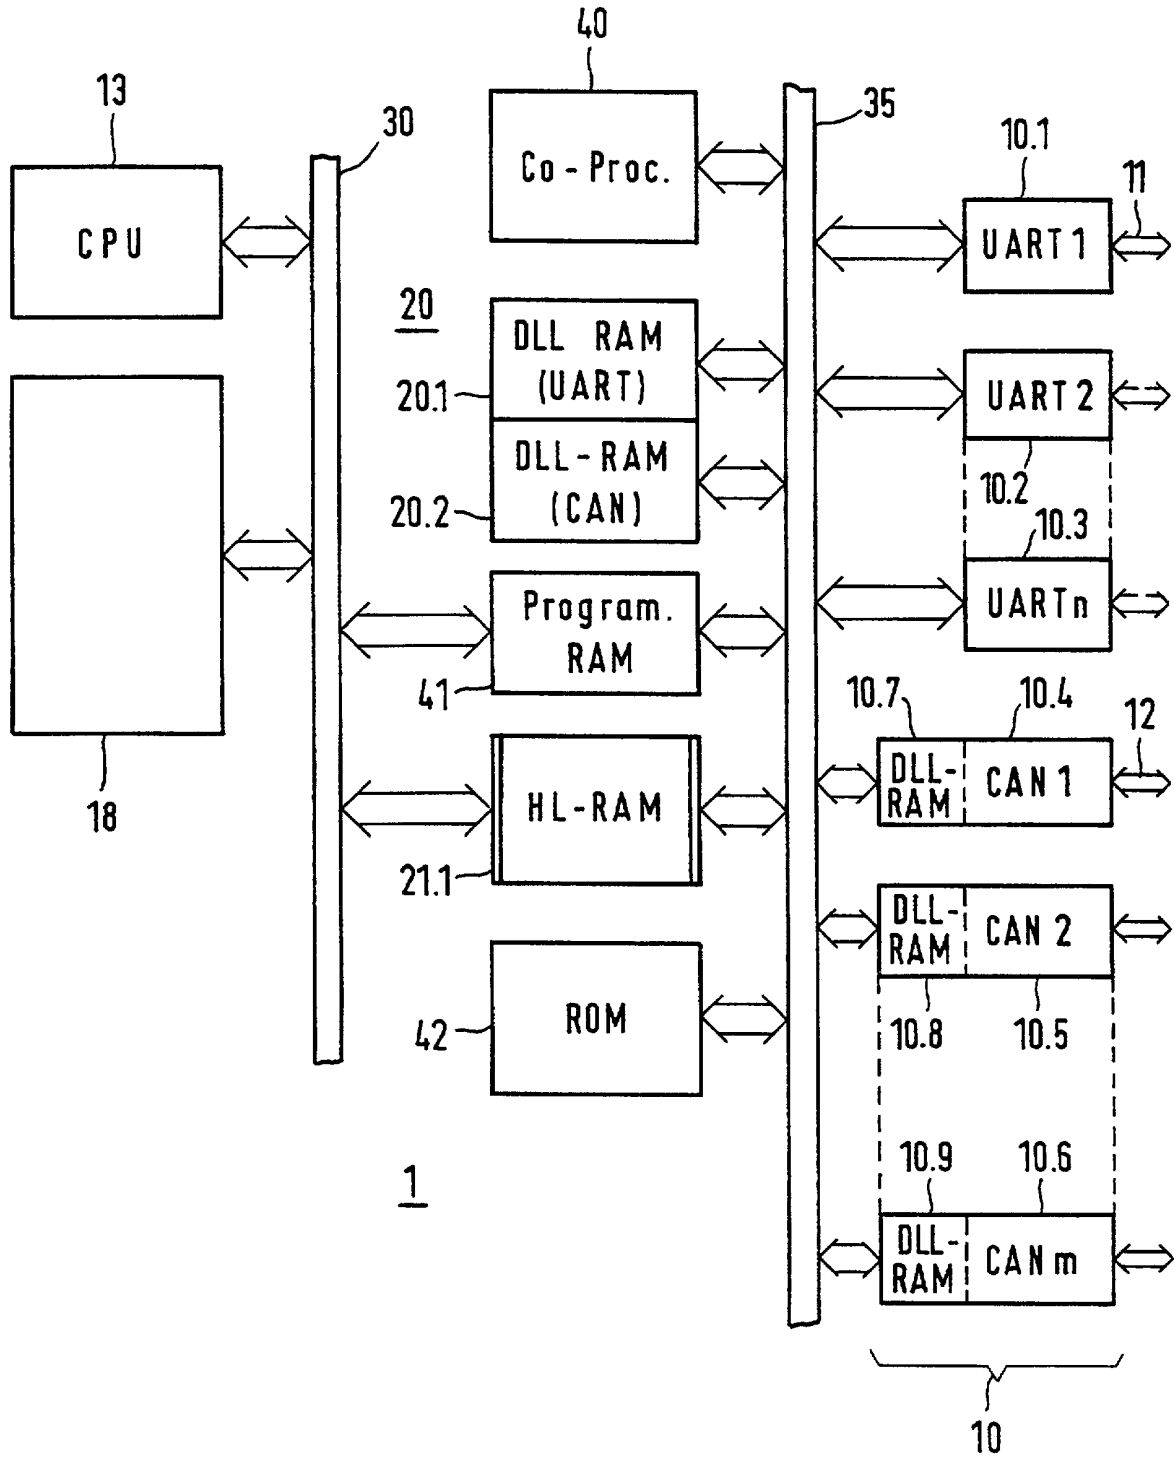 40
13
30
35
10.1
Co-Proc.
11
CPU
UART 1
20
DLL RAM
(UART)
20.1
UART 2
DLL-RAM
(CAN)
20.2
10.2
10.3
Program.
RAM
UART n
41
10.7
10.4
12
18
HL-RAM
DLL-
RAM
CAN 1
21.1
DLL-
RAM
CAN 2
42
ROM
10.8
10.5
1
10.9
10.6
DLL-
RAM
CAN m
10